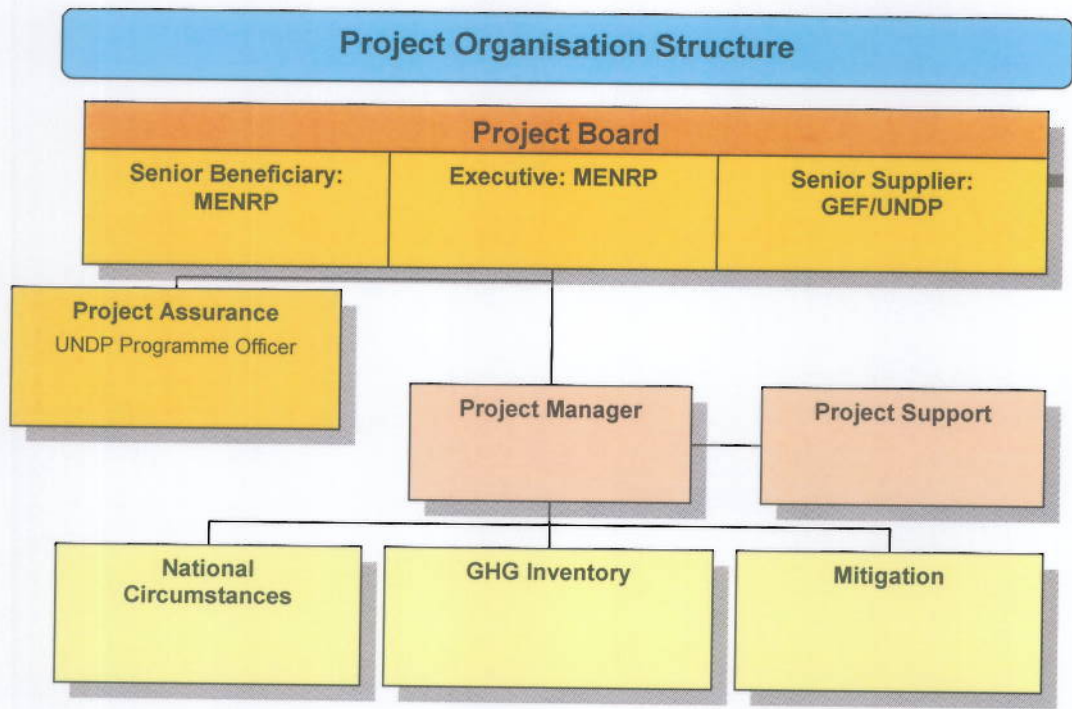 Project Organisation Structure
Project Board
Senior Beneficiary:
MENRP
Executive: MENRP
Senior Supplier:
GEF/UNDP
Project Assurance
UNDP Programme Officer
Project Manager
Project Support
National
Circumstances
GHG Inventory
Mitigation